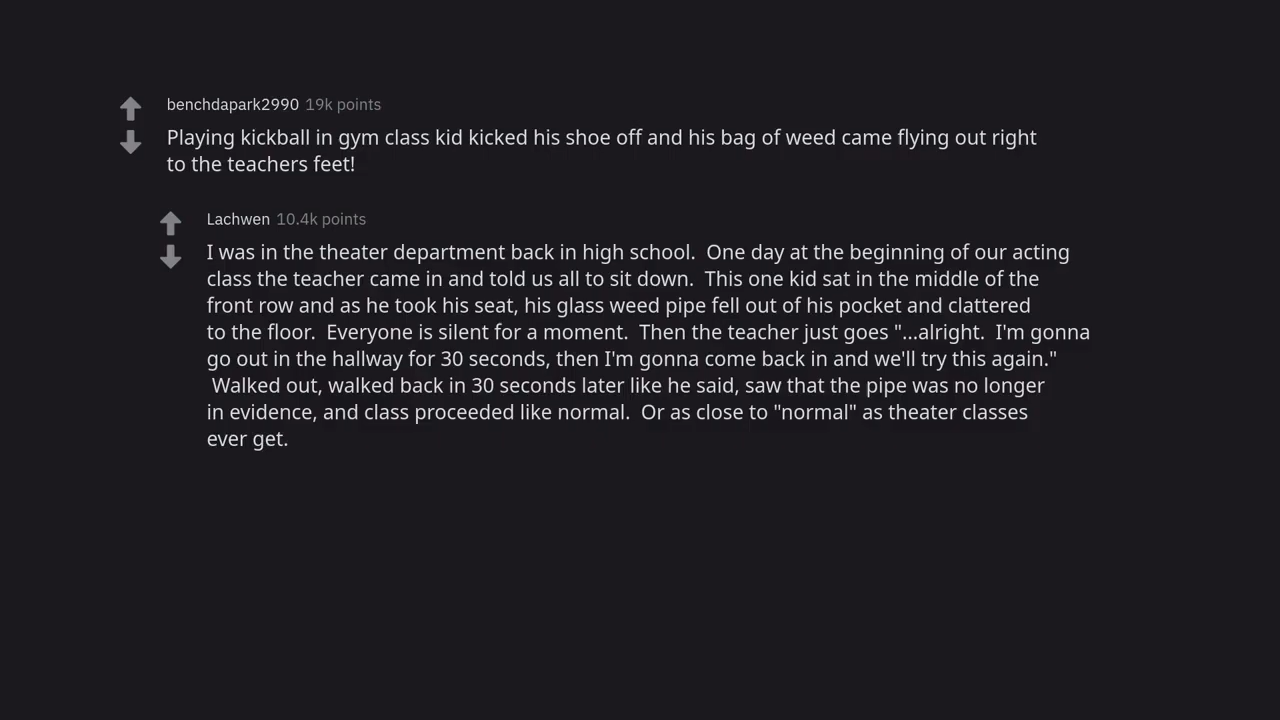 benchdapark2990 19k points
Playing kickball in gym class kid kicked his shoe off and his bag of weed came flying out right
to the teachers feet!
Lachwen 10.4k points
I was in the theater department back in high school.  One day at the beginning of our acting
class the teacher came in and told us all to sit down.  This one kid sat in the middle of the
front row and as he took his seat, his glass weed pipe fell out of his pocket and clattered
to the floor.  Everyone is silent for a moment.  Then the teacher just goes "...alright.  I'm gonna
go out in the hallway for 30 seconds, then I'm gonna come back in and we'll try this again."
Walked out, walked back in 30 seconds later like he said, saw that the pipe was no longer
in evidence, and class proceeded like normal.  Or as close to "normal" as theater classes
ever get.